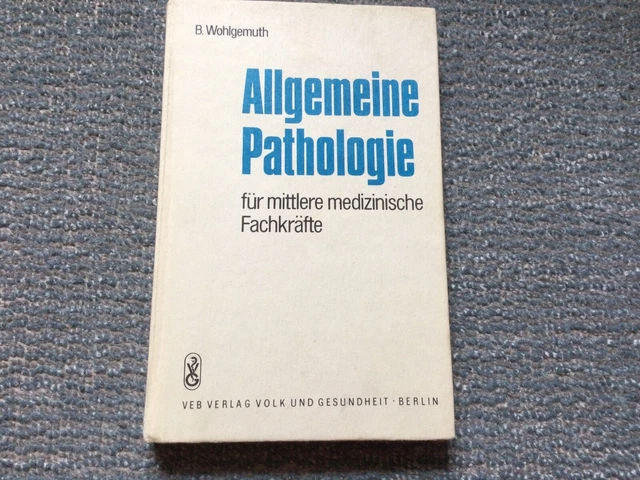 B. Wohlgemuth
Allgemeine
Pathologie
für mittlere medizinische
Fachkräfte
VEB VERLAG VOLK UND GESUNDHEIT · BERLIN